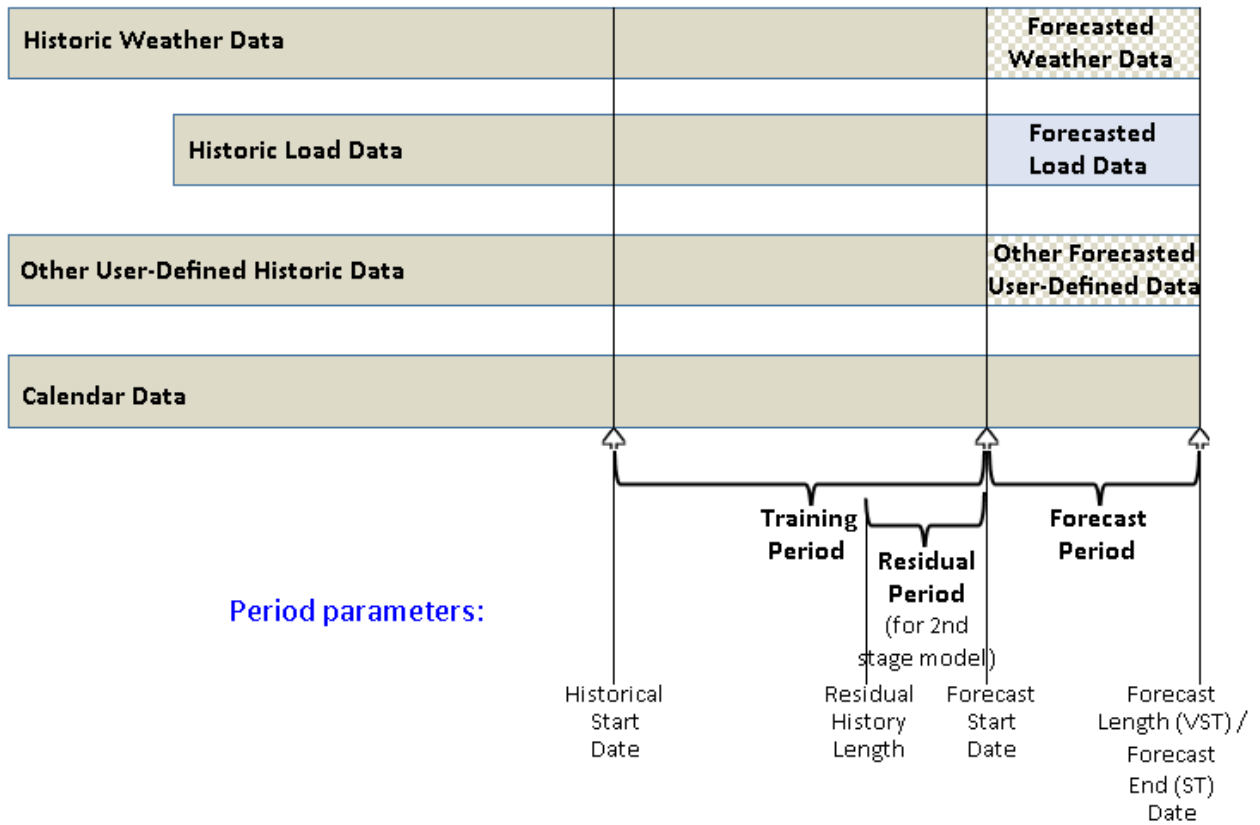 Historic Weather Data
Forecasted
Weather Data
Historic Load Data
Forecasted
Load Data
Other User-Defined Historic Data
Other Forecasted
User-Defined Data
Calendar Data
Training
Period
Residual
Period
(for 2nd
stage model)
Forecast
Period
Period parameters:
Historical
Start
Date
Residual
History
Length
Forecast
Start
Date
Forecast
Length (VST) /
Forecast
End (ST)
Date